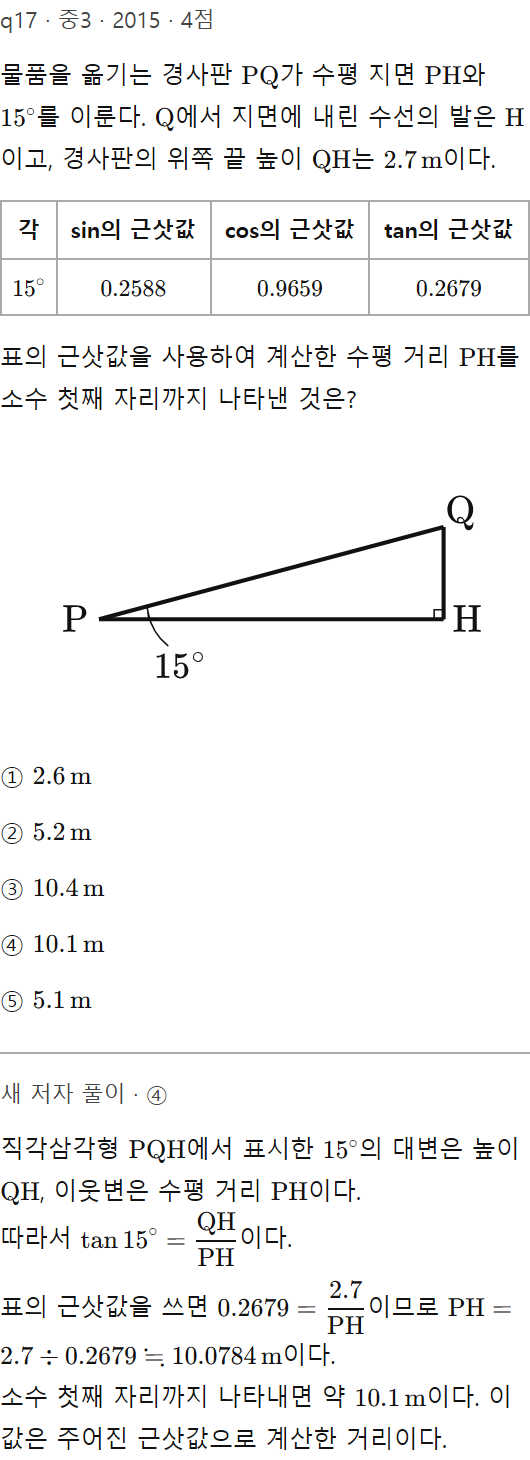 q17 · 중3 · 2015 · 4점
물품을 옮기는 경사판 PQ가 수평 지면 PH와
15°를 이룬다. Q에서 지면에 내린 수선의 발은 H
이고, 경사판의 위쪽 끝 높이 QH는 2.7 m이다.
각 sin의 근삿값 cos의 근삿값 tan의 근삿값
15° 0.2588 0.9659 0.2679
표의 근삿값을 사용하여 계산한 수평 거리 PH를
소수 첫째 자리까지 나타낸 것은?
Q
P H
15°
① 2.6 m
② 5.2 m
③ 10.4 m
④ 10.1 m
⑤ 5.1 m
새 저자 풀이 · ④
직각삼각형 PQH에서 표시한 15°의 대변은 높이
QH, 이웃변은 수평 거리 PH이다.
따라서 tan 15° = QH/PH이다.
표의 근삿값을 쓰면 0.2679 = 2.7/PH이므로 PH =
2.7 ÷ 0.2679 ≒ 10.0784 m이다.
소수 첫째 자리까지 나타내면 약 10.1 m이다. 이
값은 주어진 근삿값으로 계산한 거리이다.